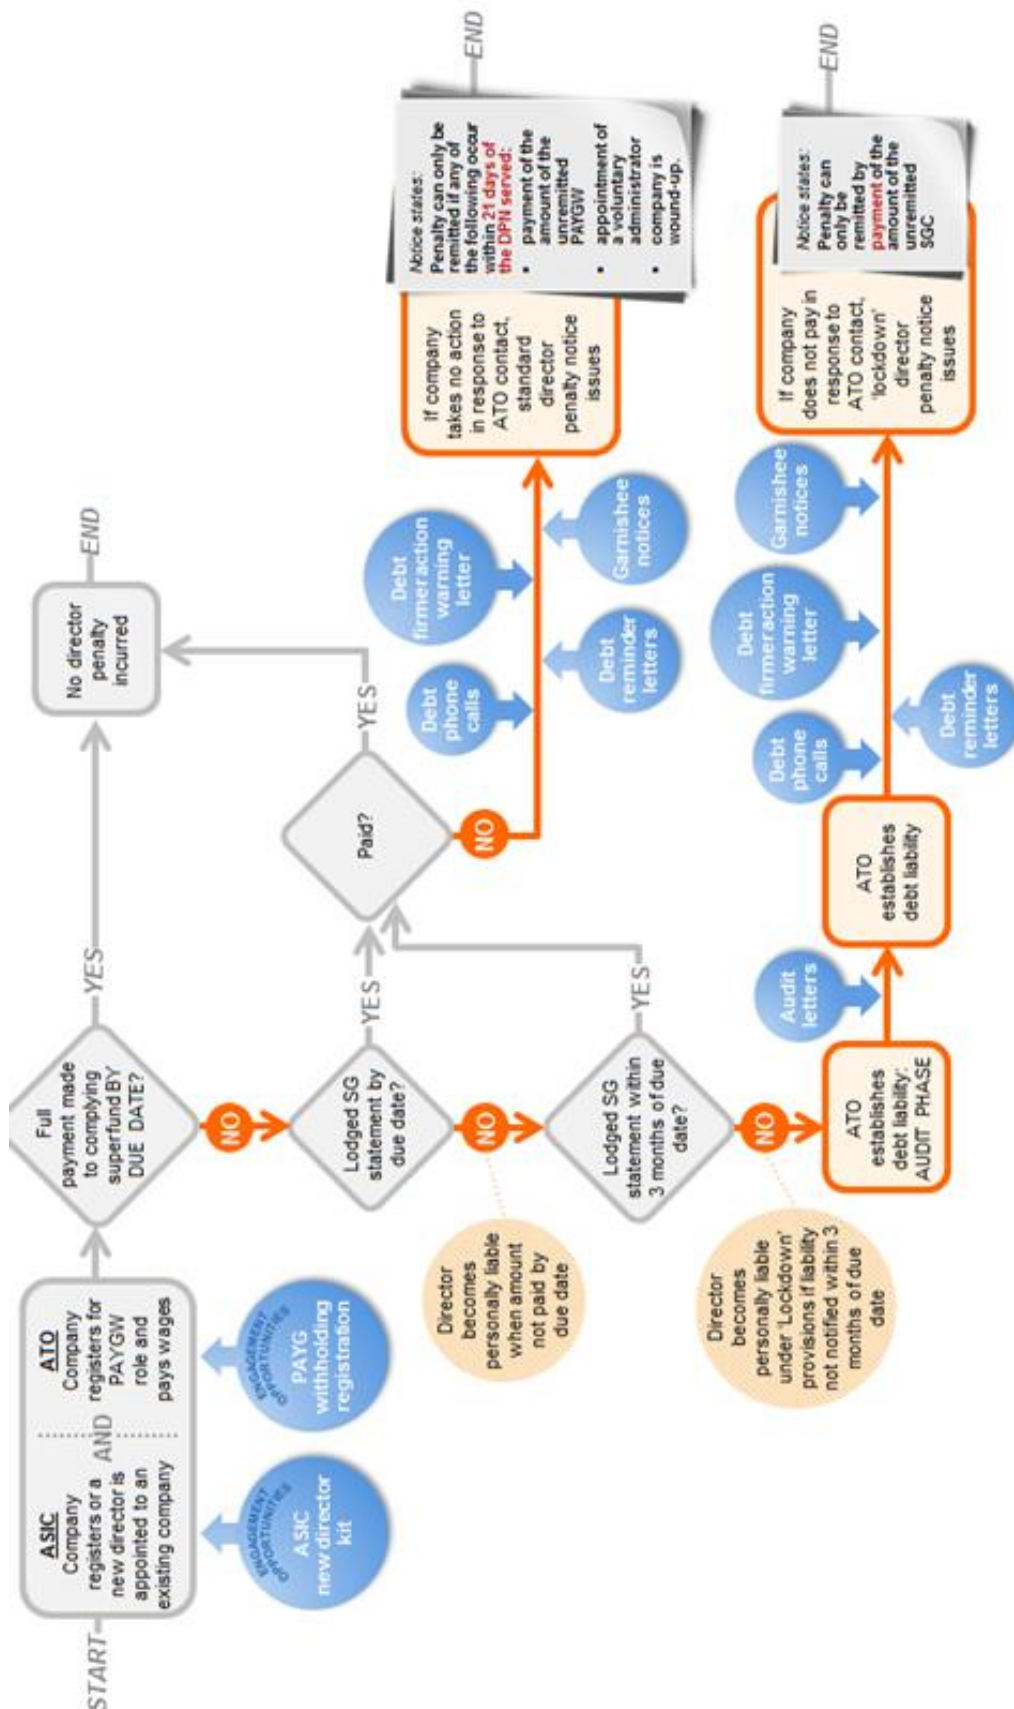 START
ASIC
Company
registers or a
new director is
appointed to an
existing company
AND
ATO
Company
registers for
PAYGW
role and
pays wages
ENGAGEMENT
OPPORTUNITIES
ASIC
new director
kit
ENGAGEMENT
OPPORTUNITIES
PAYG
withholding
registration
Full
payment made
to complying
superfund BY
DUE DATE?
YES
No director
penalty
incurred
END
NO
Lodged SG
statement by
due date?
YES
Paid?
YES
NO
Director
becomes
personally liable
when amount
not paid by
due date
NO
Lodged SG
statement within
3 months of due
date?
YES
Debt
phone
calls
Debt
reminder
letters
Debt
firmeraction
warning
letter
Garnishee
notices
If company
takes no action
in response to
ATO contact,
standard
director
penalty notice
issues
Notice states:
Penalty can only be
remitted if any of
the following occur
within 21 days of
the DPN served:
• payment of the
amount of the
unremitted
PAYGW
• appointment of
a voluntary
administrator
• company is
wound-up.
END
Director
becomes
personally liable
under 'Lockdown'
provisions if liability
not notified within 3
months of due
date
NO
ATO
establishes
debt liability:
AUDIT PHASE
Audit
letters
ATO
establishes
debt liability
Debt
phone
calls
Debt
reminder
letters
Debt
firmeraction
warning
letter
Garnishee
notices
If company
does not pay in
response to
ATO contact,
'lockdown'
director
penalty notice
issues
Notice states:
Penalty can
only be
remitted by
payment of the
amount of the
unremitted
SGC
END